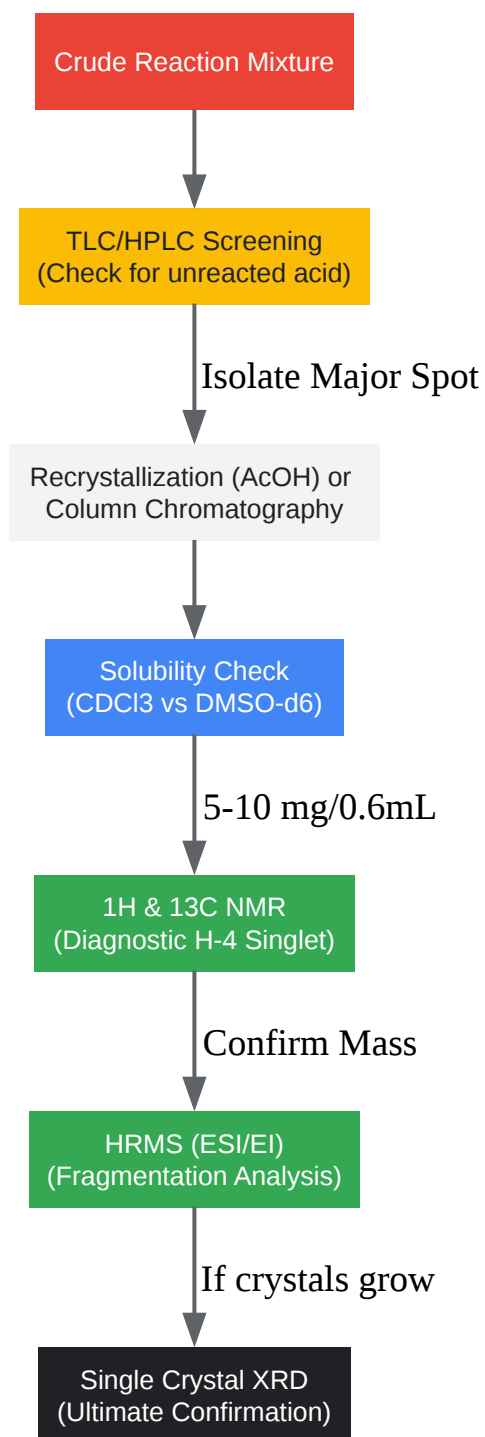 Crude Reaction Mixture
TLC/HPLC Screening
(Check for unreacted acid)
Isolate Major Spot
Recrystallization (AcOH) or
Column Chromatography
Solubility Check
(CDCl3 vs DMSO-d6)
5-10 mg/0.6mL
1H & 13C NMR
(Diagnostic H-4 Singlet)
Confirm Mass
HRMS (ESI/EI)
(Fragmentation Analysis)
If crystals grow
Single Crystal XRD
(Ultimate Confirmation)